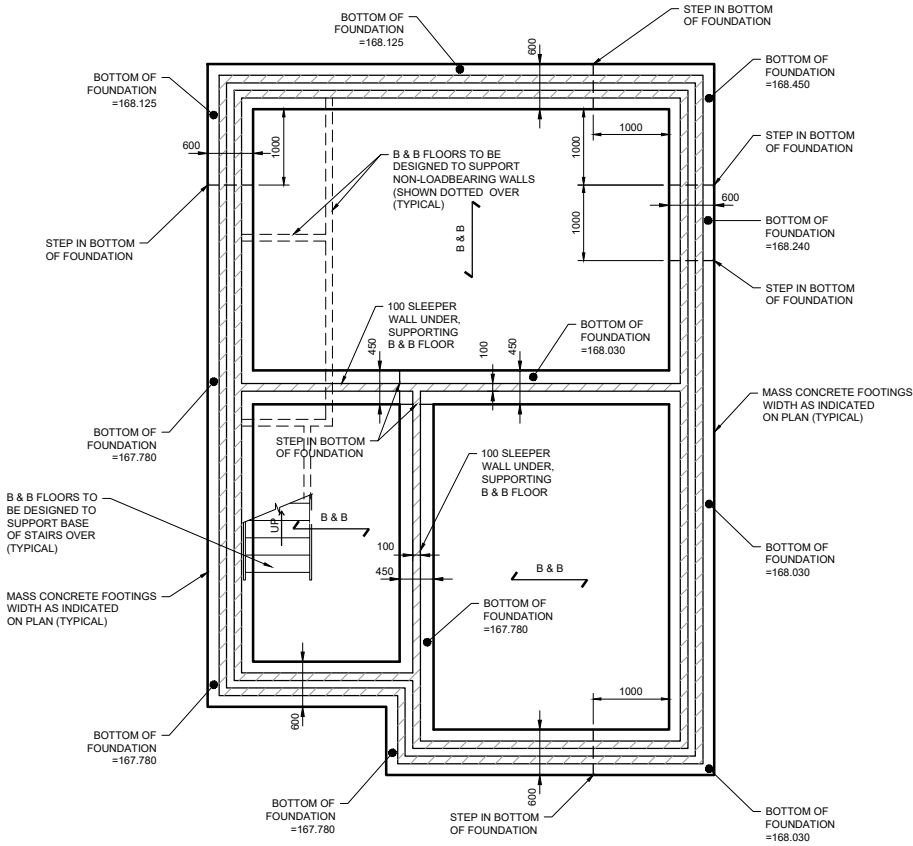 BOTTOM OF
FOUNDATION
=168.125
STEP IN BOTTOM
OF FOUNDATION
600
BOTTOM OF
FOUNDATION
=168.450
BOTTOM OF
FOUNDATION
=168.125
1000
STEP IN BOTTOM
OF FOUNDATION
600
1000
1000
B & B FLOORS TO BE
DESIGNED TO SUPPORT
NON-LOADBEARING WALLS
(SHOWN DOTTED OVER
(TYPICAL)
600
B & B
1000
BOTTOM OF
FOUNDATION
=168.240
STEP IN BOTTOM
OF FOUNDATION
STEP IN BOTTOM
OF FOUNDATION
100 SLEEPER
WALL UNDER,
SUPPORTING
B & B FLOOR
450
100
450
BOTTOM OF
FOUNDATION
=168.030
MASS CONCRETE FOOTINGS
WIDTH AS INDICATED
ON PLAN (TYPICAL)
BOTTOM OF
FOUNDATION
=167.780
STEP IN BOTTOM
OF FOUNDATION
100 SLEEPER
WALL UNDER,
SUPPORTING
B & B FLOOR
B & B FLOORS TO
BE DESIGNED TO
SUPPORT BASE
OF STAIRS OVER
(TYPICAL)
UP
B & B
100
450
B & B
BOTTOM OF
FOUNDATION
=168.030
MASS CONCRETE FOOTINGS
WIDTH AS INDICATED
ON PLAN (TYPICAL)
BOTTOM OF
FOUNDATION
=167.780
1000
600
BOTTOM OF
FOUNDATION
=167.780
600
BOTTOM OF
FOUNDATION
=167.780
STEP IN BOTTOM
OF FOUNDATION
BOTTOM OF
FOUNDATION
=168.030